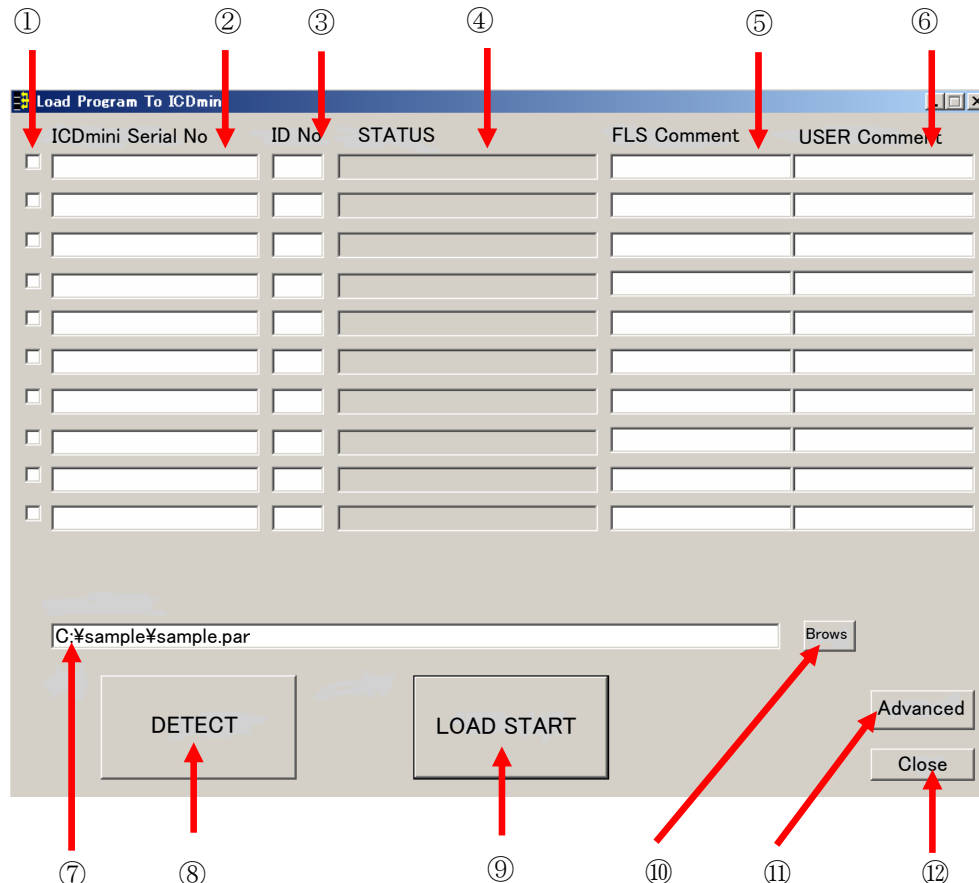 ① ② ③ ④ ⑤ ⑥
Load Program To ICDmini
ICDmini Serial No ID No STATUS FLS Comment USER Comment
C:¥sample¥sample.par Brows
DETECT LOAD START Advanced
Close
⑦ ⑧ ⑨ ⑩ ⑪ ⑫